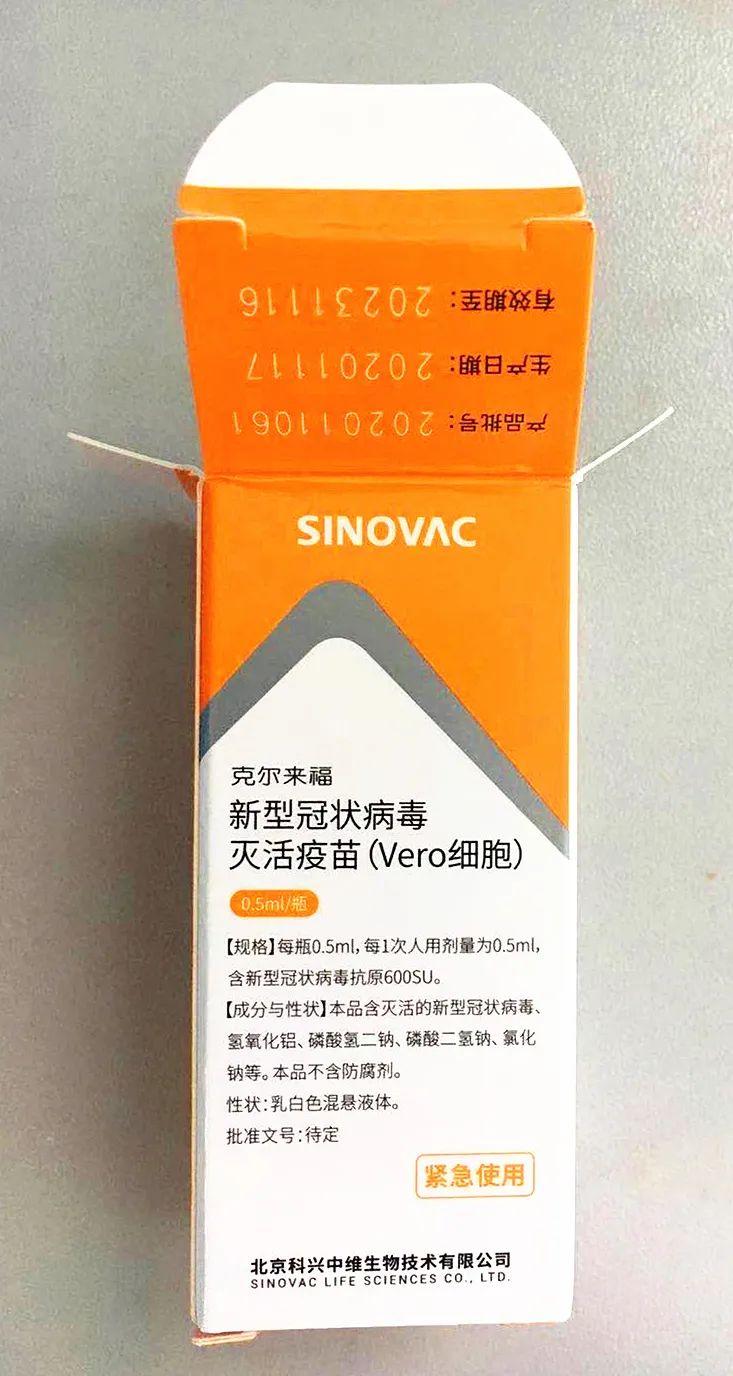 有效期至：20231116
生产日期：20201117
产品批号：202011061
SINOVAC
克尔来福
新型冠状病毒
灭活疫苗（Vero细胞）
0.5ml/瓶
【规格】每瓶0.5ml，每1次人用剂量为0.5ml，
含新型冠状病毒抗原600SU。
【成分与性状】本品含灭活的新型冠状病毒、
氢氧化铝、磷酸氢二钠、磷酸二氢钠、氯化
钠等。本品不含防腐剂。
性状：乳白色混悬液体。
批准文号：待定
紧急使用
北京科兴中维生物技术有限公司
SINOVAC LIFE SCIENCES CO., LTD.